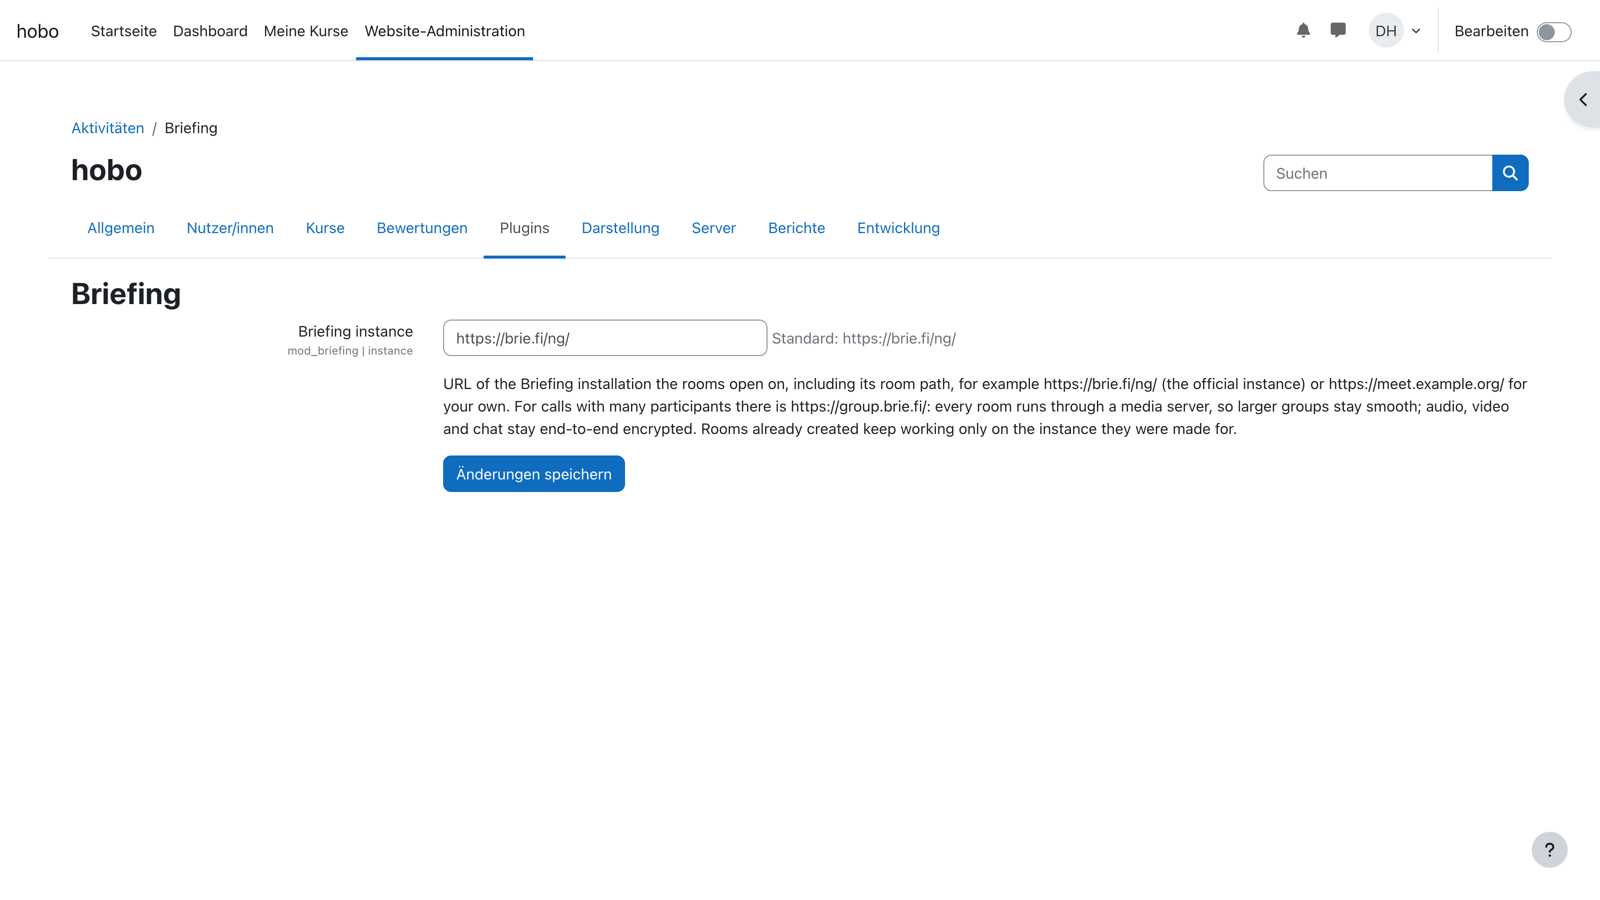 hobo
Startseite
Dashboard
Meine Kurse
Website-Administration
DH
Bearbeiten
Aktivitäten / Briefing
hobo
Suchen
Allgemein
Nutzer/innen
Kurse
Bewertungen
Plugins
Darstellung
Server
Berichte
Entwicklung
Briefing
Briefing instance
mod_briefing | instance
https://brie.fi/ng/
Standard: https://brie.fi/ng/
URL of the Briefing installation the rooms open on, including its room path, for example https://brie.fi/ng/ (the official instance) or https://meet.example.org/ for
your own. For calls with many participants there is https://group.brie.fi/: every room runs through a media server, so larger groups stay smooth; audio, video
and chat stay end-to-end encrypted. Rooms already created keep working only on the instance they were made for.
Änderungen speichern
?